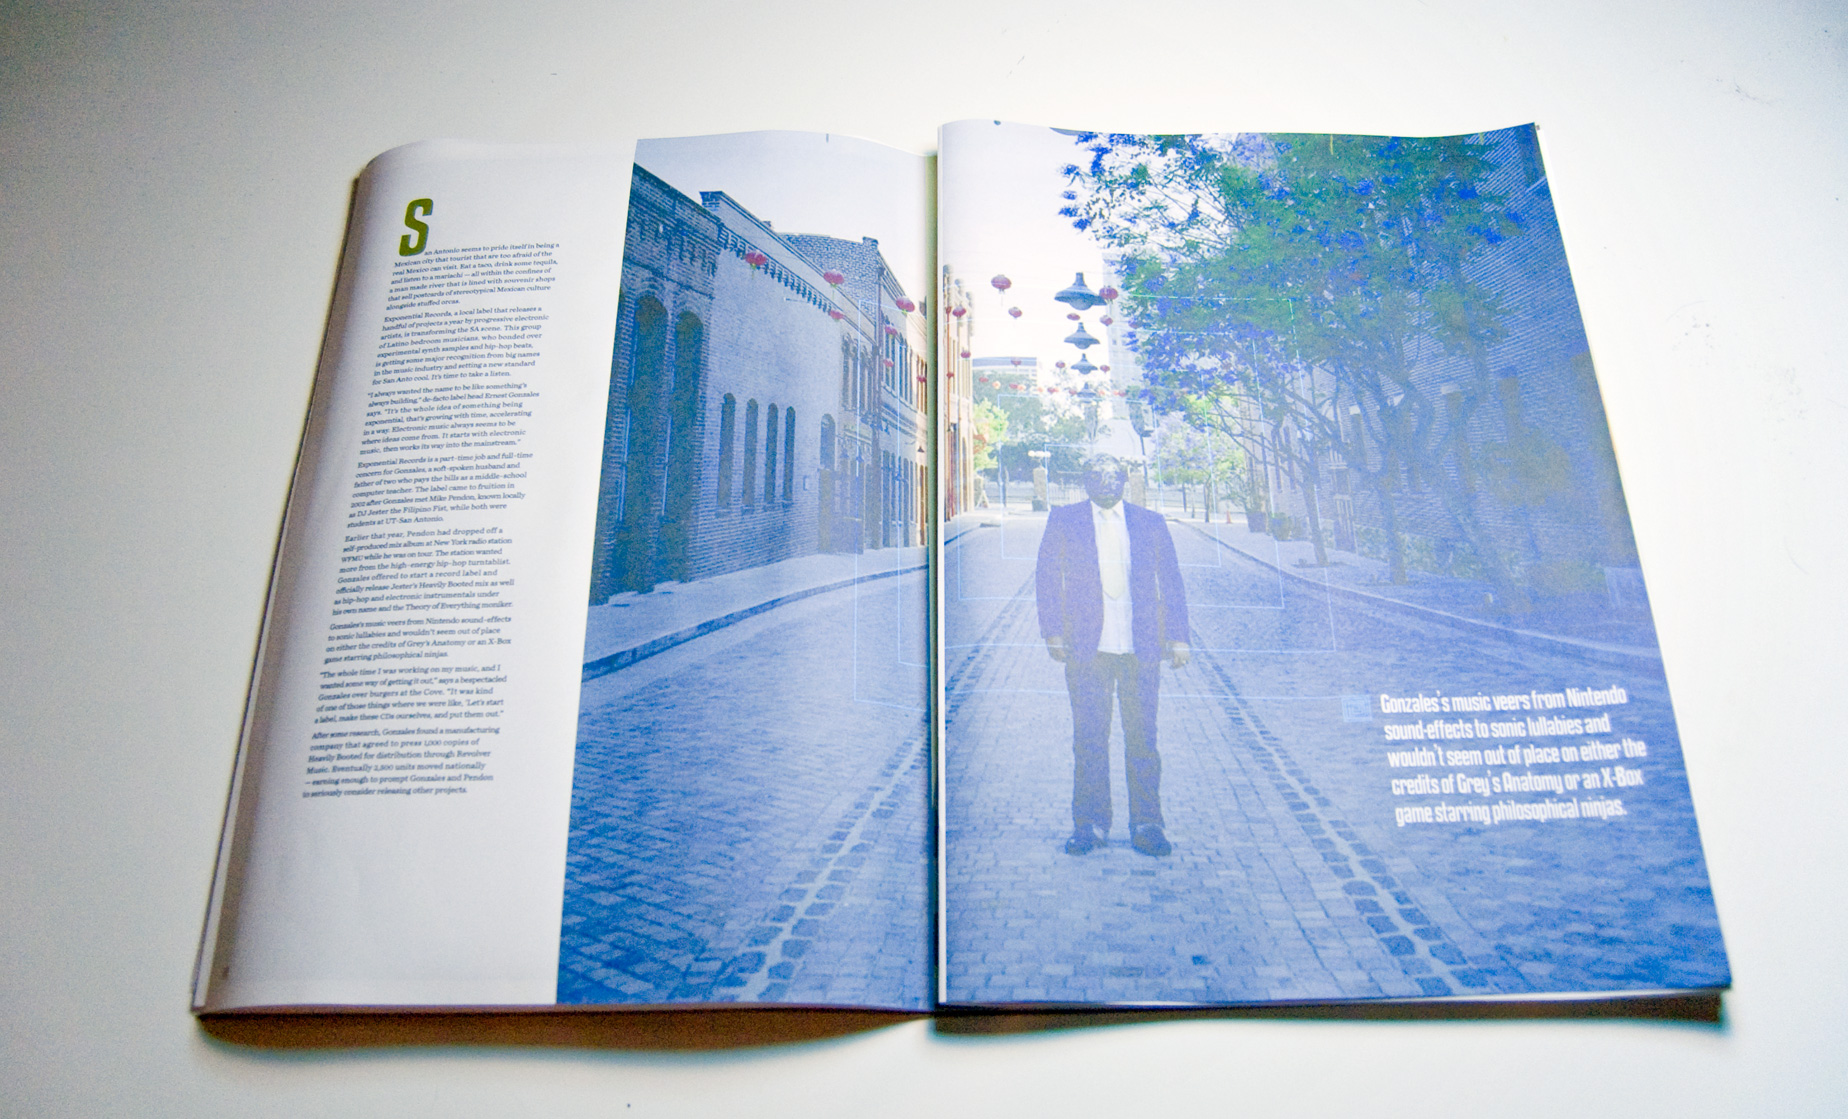 San Antonio seems to pride itself in being a
Mexican city that tourist that are too afraid of the
real Mexico can visit. Eat a taco, drink some tequila,
and listen to a mariachi — all within the confines of
a man made river that is lined with souvenir shops
that sell postcards of stereotypical Mexican culture
alongside stuffed orcas.
Exponential Records, a local label that releases a
handful of projects a year by progressive electronic
artists, is transforming the SA scene. This group
of Latino bedroom musicians, who bonded over
experimental synth samples and hip-hop beats,
is getting some major recognition from big names
in the music industry and setting a new standard
for San Anto cool. It's time to take a listen.
"I always wanted the name to be like something's
always building," de-facto label head Ernest Gonzales
says. "It's the whole idea of something being
exponential, that's growing with time, accelerating
in a way. Electronic music always seems to be
where ideas come from. It starts with electronic
music, then works its way into the mainstream."
Exponential Records is a part-time job and full-time
concern for Gonzales, a soft-spoken husband and
father of two who pays the bills as a middle-school
computer teacher. The label came to fruition in
2002 after Gonzales met Mike Pendon, known locally
as DJ Jester the Filipino Fist, while both were
students at UT-San Antonio.
Earlier that year, Pendon had dropped off a
self-produced mix album at New York radio station
WFMU while he was on tour. The station wanted
more from the high-energy hip-hop turntablist.
Gonzales offered to start a record label and
officially release Jester's Heavily Booted mix as well
as hip-hop and electronic instrumentals under
his own name and the Theory of Everything moniker.
Gonzales's music veers from Nintendo sound-effects
to sonic lullabies and wouldn't seem out of place
on either the credits of Grey's Anatomy or an X-Box
game starring philosophical ninjas.
"The whole time I was working on my music, and I
wanted some way of getting it out," says a bespectacled
Gonzales over burgers at the Cove. "It was kind
of one of those things where we were like, 'Let's start
a label, make these CDs ourselves, and put them out."
After some research, Gonzales found a manufacturing
company that agreed to press 1,000 copies of
Heavily Booted for distribution through Revolver
Music. Eventually 2,500 units moved nationally
— earning enough to prompt Gonzales and Pendon
to seriously consider releasing other projects.
Gonzales's music veers from Nintendo
sound-effects to sonic lullabies and
wouldn't seem out of place on either the
credits of Grey's Anatomy or an X-Box
game starring philosophical ninjas.